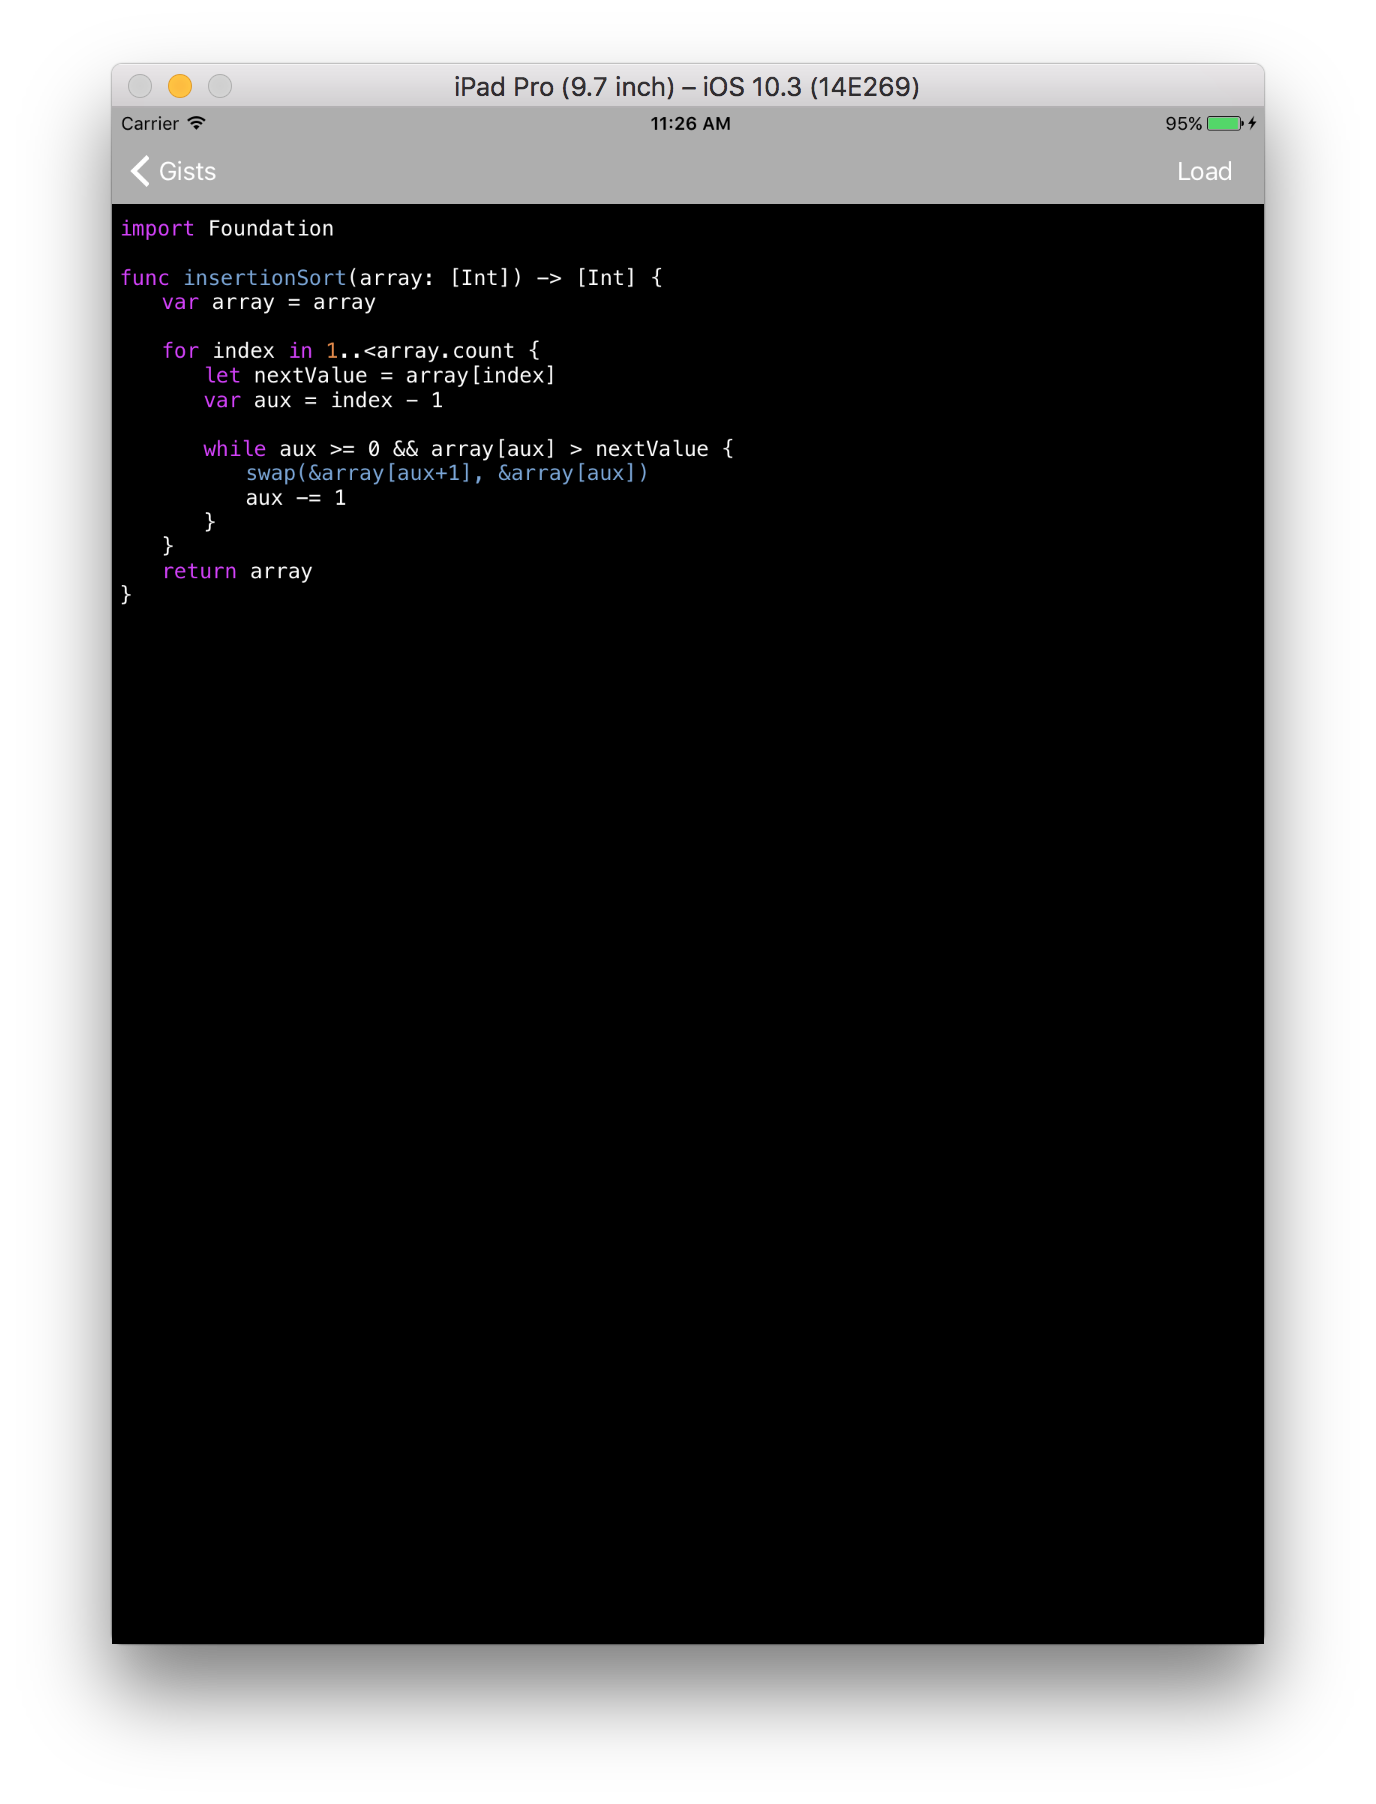 iPad Pro (9.7 inch) – iOS 10.3 (14E269)
Carrier 11:26 AM 95%
Gists Load
import Foundation
func insertionSort(array: [Int]) -> [Int] {
var array = array
for index in 1..<array.count {
let nextValue = array[index]
var aux = index - 1
while aux >= 0 && array[aux] > nextValue {
swap(&array[aux+1], &array[aux])
aux -= 1
}
}
return array
}